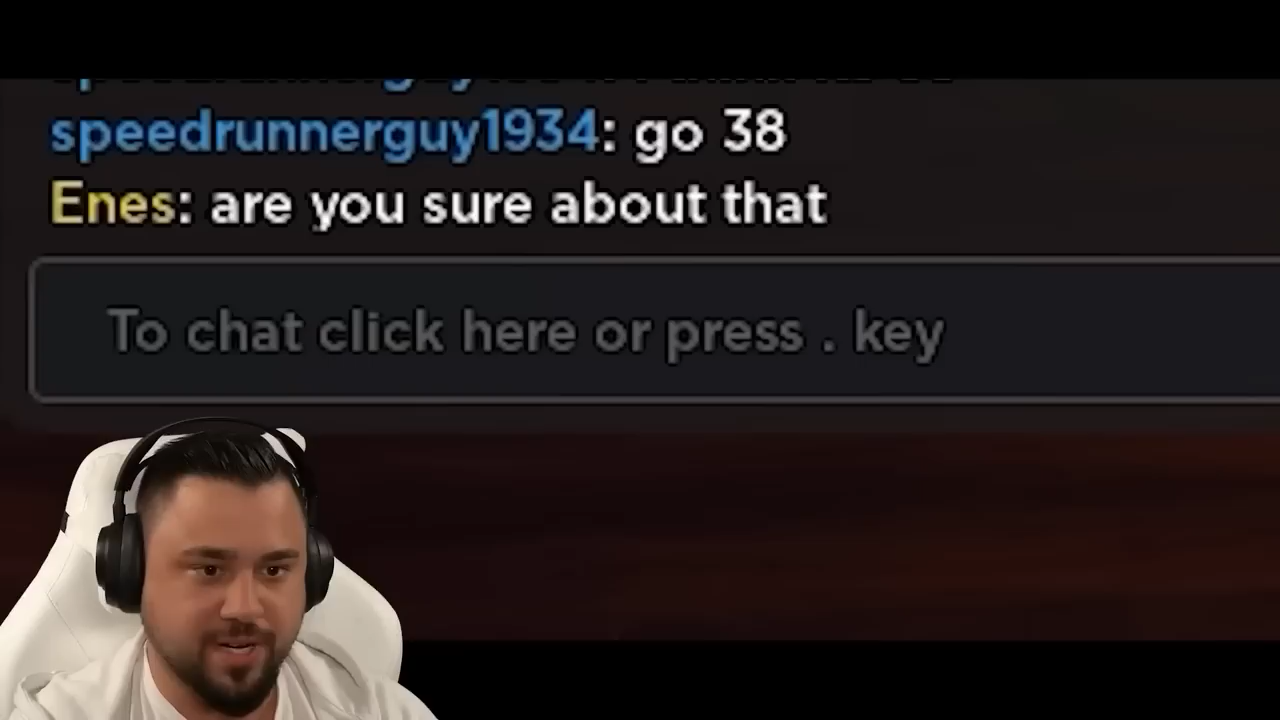 speedrunnerguy1934: go 38
Enes: are you sure about that
To chat click here or press . key